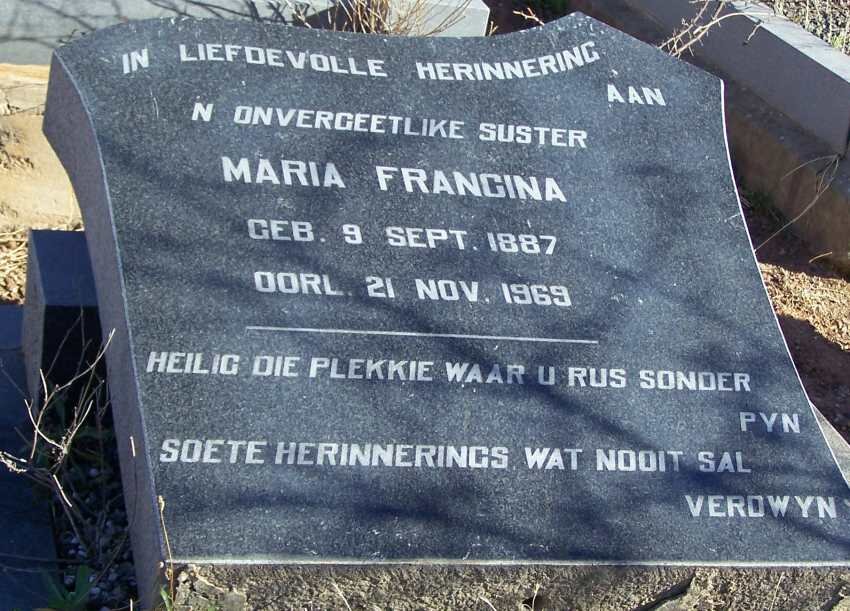 IN LIEFDEVOLLE HERINNERING
AAN
N ONVERGEETLIKE SUSTER
MARIA FRANCINA
GEB. 9 SEPT. 1887
OORL. 21 NOV. 1969
HEILIG DIE PLEKKIE WAAR U RUS SONDER
PYN
SOETE HERINNERINGS WAT NOOIT SAL
VERDWYN